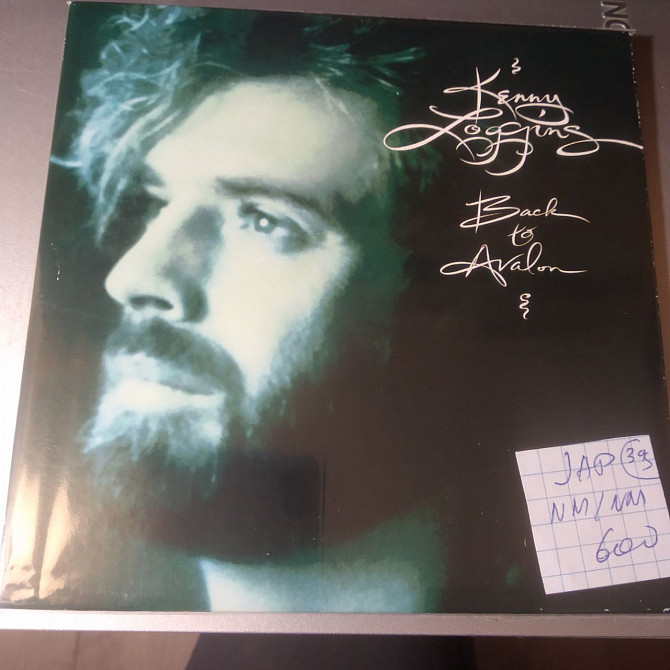 Kenny
Loggins
Back
to
Avalon
JAP
NM/NM
600